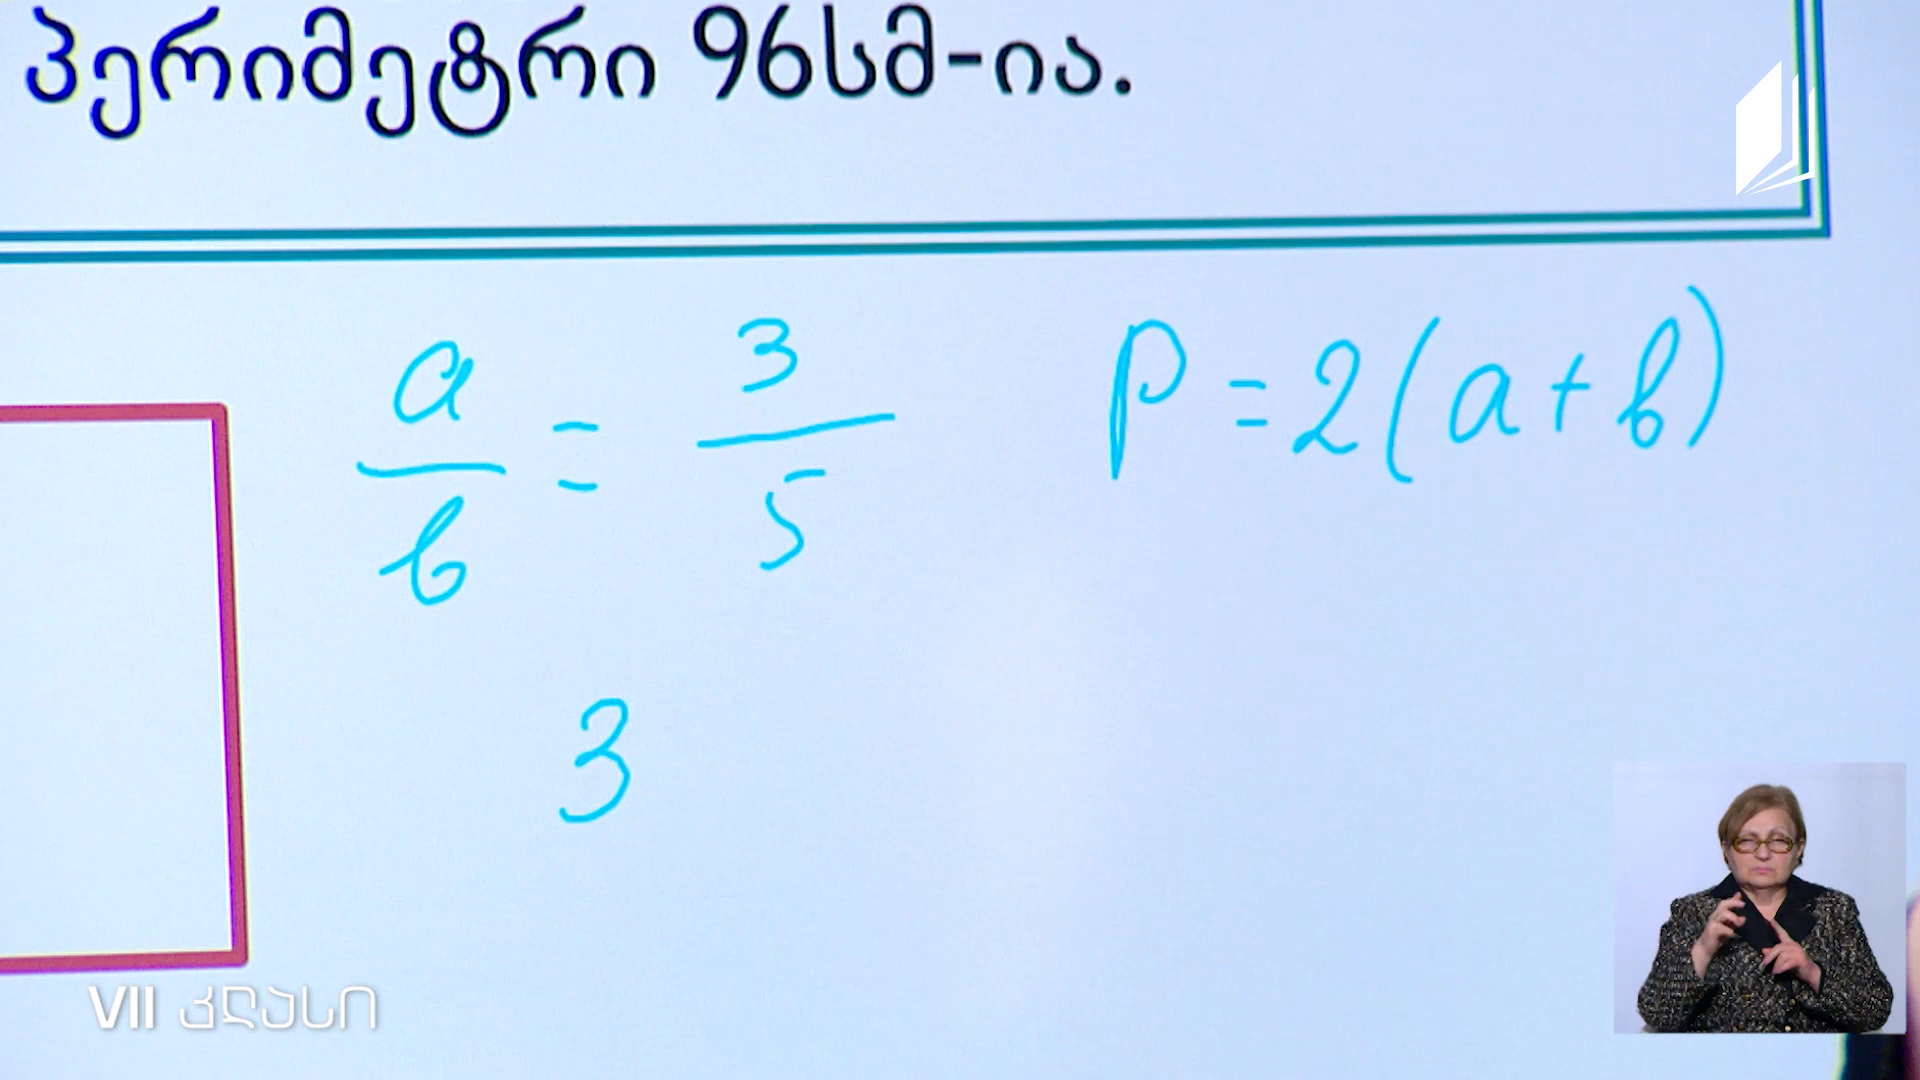 პერიმეტრი 96სმ-ია.
a/b = 3/5
P = 2(a+b)
3
VII კლასი